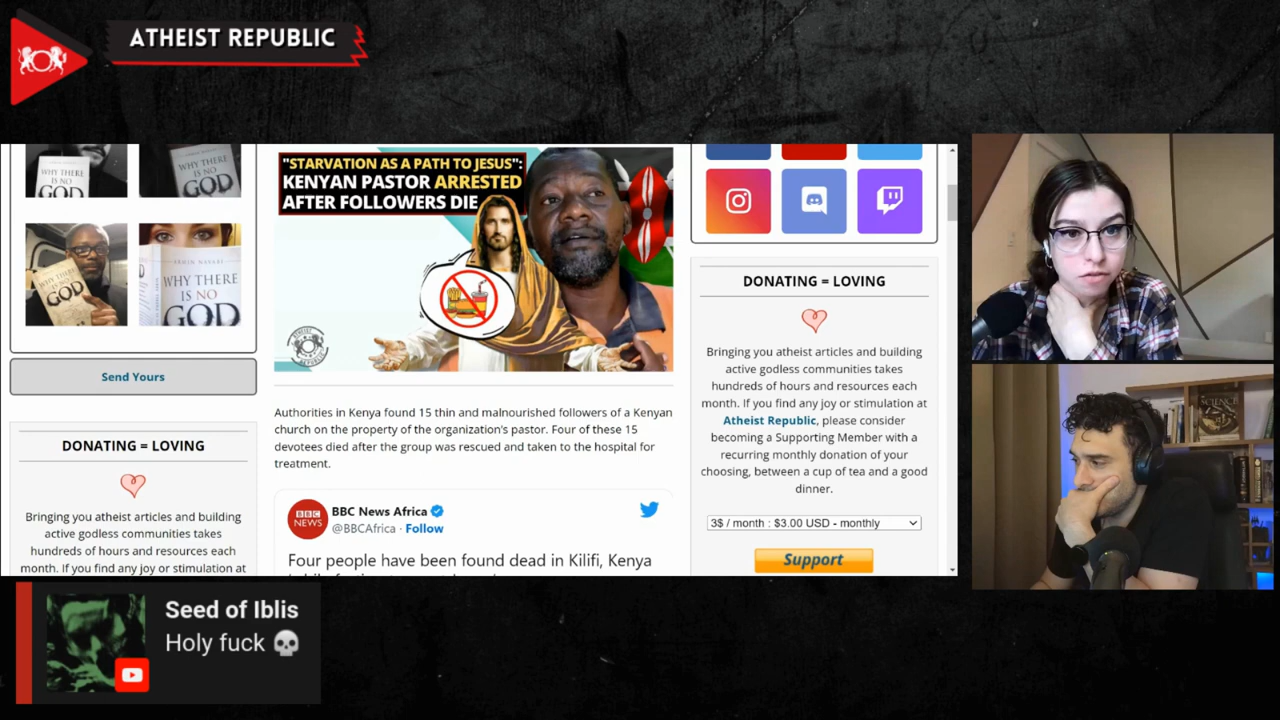 ATHEIST REPUBLIC
WHY THERE
IS NO
WHY THERE
IS NO
GOD
WHY THERE
IS NO
GOD
WHY THERE
IS NO
GOD
Send Yours
DONATING = LOVING
Bringing you atheist articles and building
active godless communities takes
hundreds of hours and resources each
month. If you find any joy or stimulation at
"STARVATION AS A PATH TO JESUS":
KENYAN PASTOR ARRESTED
AFTER FOLLOWERS DIE
Authorities in Kenya found 15 thin and malnourished followers of a Kenyan
church on the property of the organization's pastor. Four of these 15
devotees died after the group was rescued and taken to the hospital for
treatment.
BBC
NEWS
BBC News Africa
@BBCAfrica · Follow
Four people have been found dead in Kilifi, Kenya
DONATING = LOVING
Bringing you atheist articles and building
active godless communities takes
hundreds of hours and resources each
month. If you find any joy or stimulation at
Atheist Republic, please consider
becoming a Supporting Member with a
recurring monthly donation of your
choosing, between a cup of tea and a good
dinner.
3$ / month : $3.00 USD - monthly
Support
SCIENCE
Seed of Iblis
Holy fuck 💀